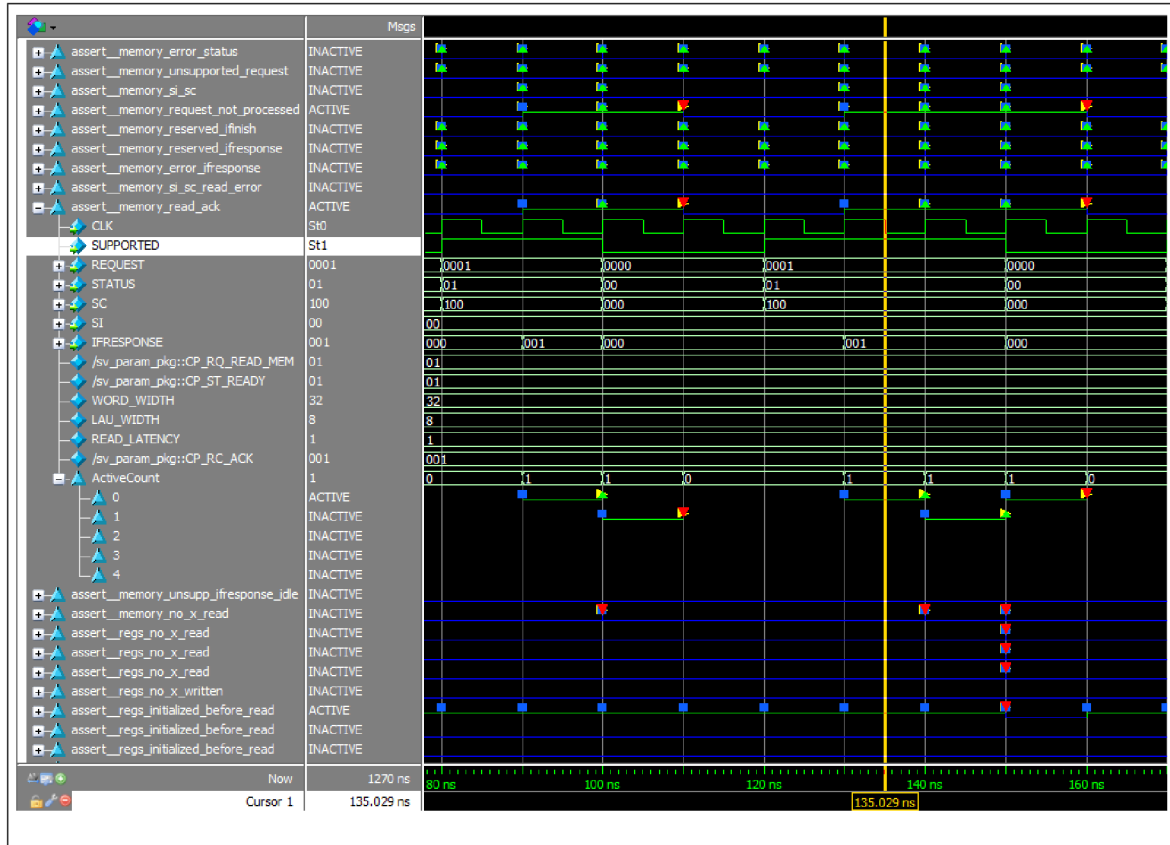 Msgs
assert__memory_error_status INACTIVE
assert__memory_unsupported_request INACTIVE
assert__memory_si_sc INACTIVE
assert__memory_request_not_processed ACTIVE
assert__memory_reserved_ifinish INACTIVE
assert__memory_reserved_ifresponse INACTIVE
assert__memory_error_ifresponse INACTIVE
assert__memory_si_sc_read_error INACTIVE
assert__memory_read_ack ACTIVE
CLK St0
SUPPORTED St1
REQUEST 0001 0001 0000 0001 0000
STATUS 01 01 00 01 00
SC 100 100 000 100 000
SI 00 00
IFRESPONSE 001 000 001 000 001 000
/sv_param_pkg::CP_RQ_READ_MEM 01 01
/sv_param_pkg::CP_ST_READY 01 01
WORD_WIDTH 32 32
LAU_WIDTH 8 8
READ_LATENCY 1 1
/sv_param_pkg::CP_RC_ACK 001 001
ActiveCount 1 0 1 1 0 1 1 1 0
0 ACTIVE
1 INACTIVE
2 INACTIVE
3 INACTIVE
4 INACTIVE
assert__memory_unsupp_ifresponse_idle INACTIVE
assert__memory_no_x_read INACTIVE
assert__regs_no_x_read INACTIVE
assert__regs_no_x_read INACTIVE
assert__regs_no_x_read INACTIVE
assert__regs_no_x_written INACTIVE
assert__regs_initialized_before_read ACTIVE
assert__regs_initialized_before_read INACTIVE
assert__regs_initialized_before_read INACTIVE
Now 1270 ns 80 ns 100 ns 120 ns 140 ns 160 ns
Cursor 1 135.029 ns 135.029 ns